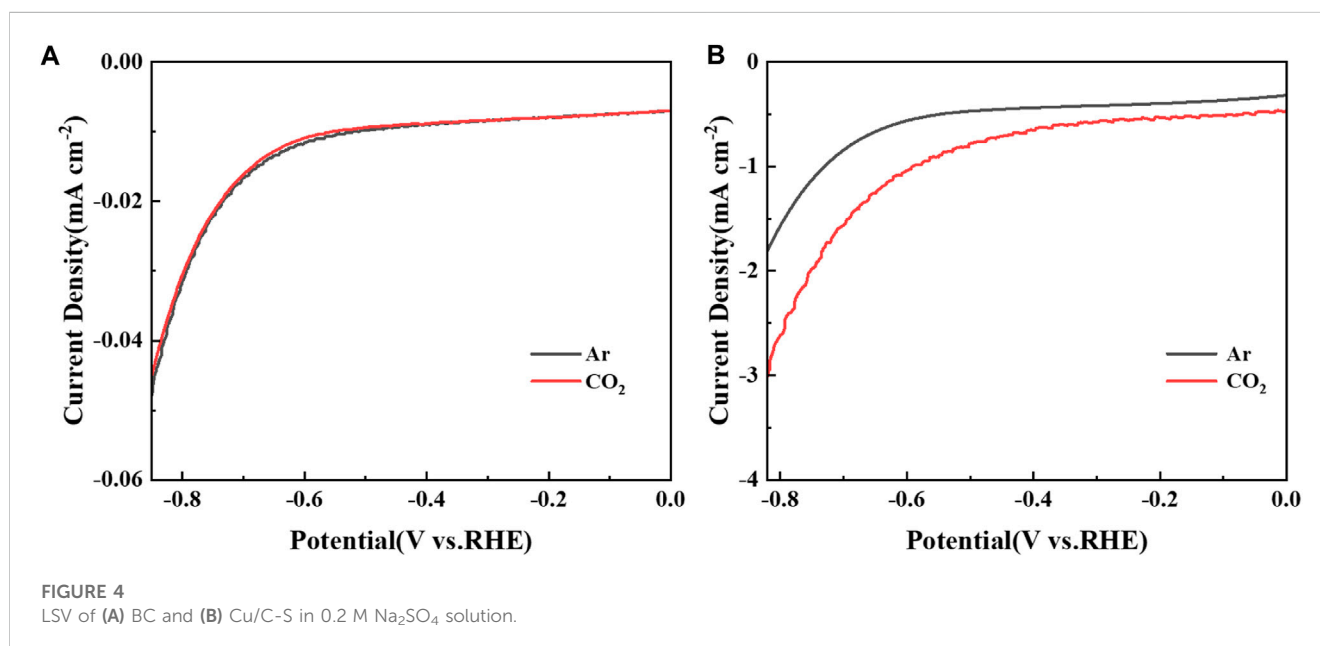 A
B
0.00
-0.02
-0.04
-0.06
Current Density(mA cm⁻²)
-0.8 -0.6 -0.4 -0.2 0.0
Potential(V vs.RHE)
Ar
CO₂
0
-1
-2
-3
-4
Current Density(mA cm⁻²)
-0.8 -0.6 -0.4 -0.2 0.0
Potential(V vs.RHE)
Ar
CO₂
FIGURE 4
LSV of (A) BC and (B) Cu/C-S in 0.2 M Na₂SO₄ solution.